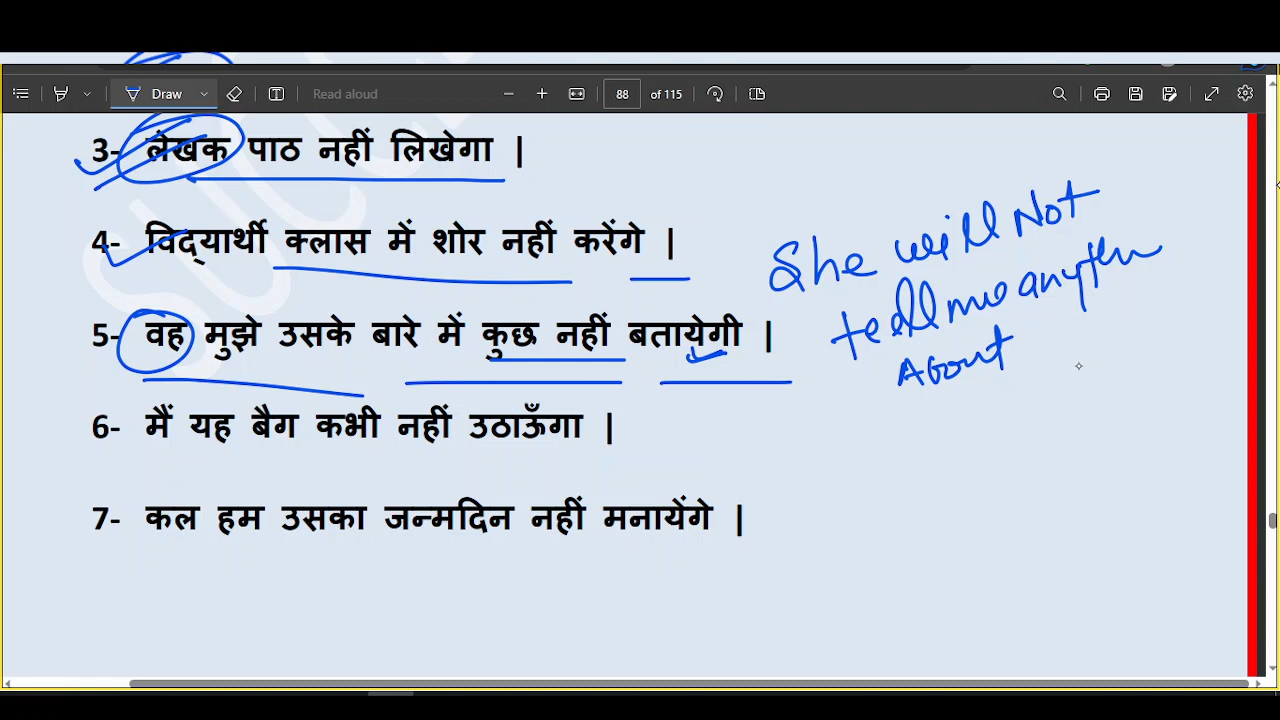 Draw
Read aloud
88 of 115
3- लेखक पाठ नहीं लिखेगा |
4- विद्यार्थी क्लास में शोर नहीं करेंगे |
5- वह मुझे उसके बारे में कुछ नहीं बतायेगी |
6- मैं यह बैग कभी नहीं उठाऊँगा |
7- कल हम उसका जन्मदिन नहीं मनायेंगे |
She will Not
tell me anythin
About